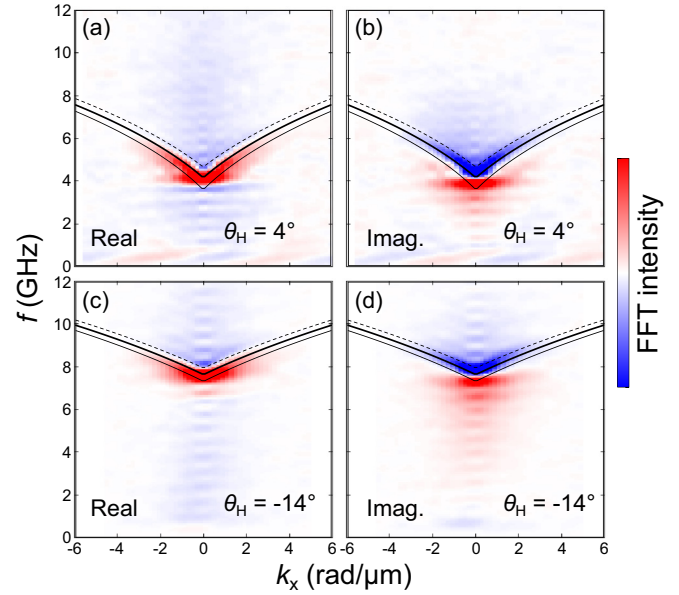 12
10
8
6
4
2
0
(a)
Real
θH = 4°
(b)
Imag.
θH = 4°
12
10
8
6
4
2
0
(c)
Real
θH = -14°
(d)
Imag.
θH = -14°
-6 -4 -2 0 2 4 6
-4 -2 0 2 4 6
f (GHz)
kx (rad/μm)
FFT intensity